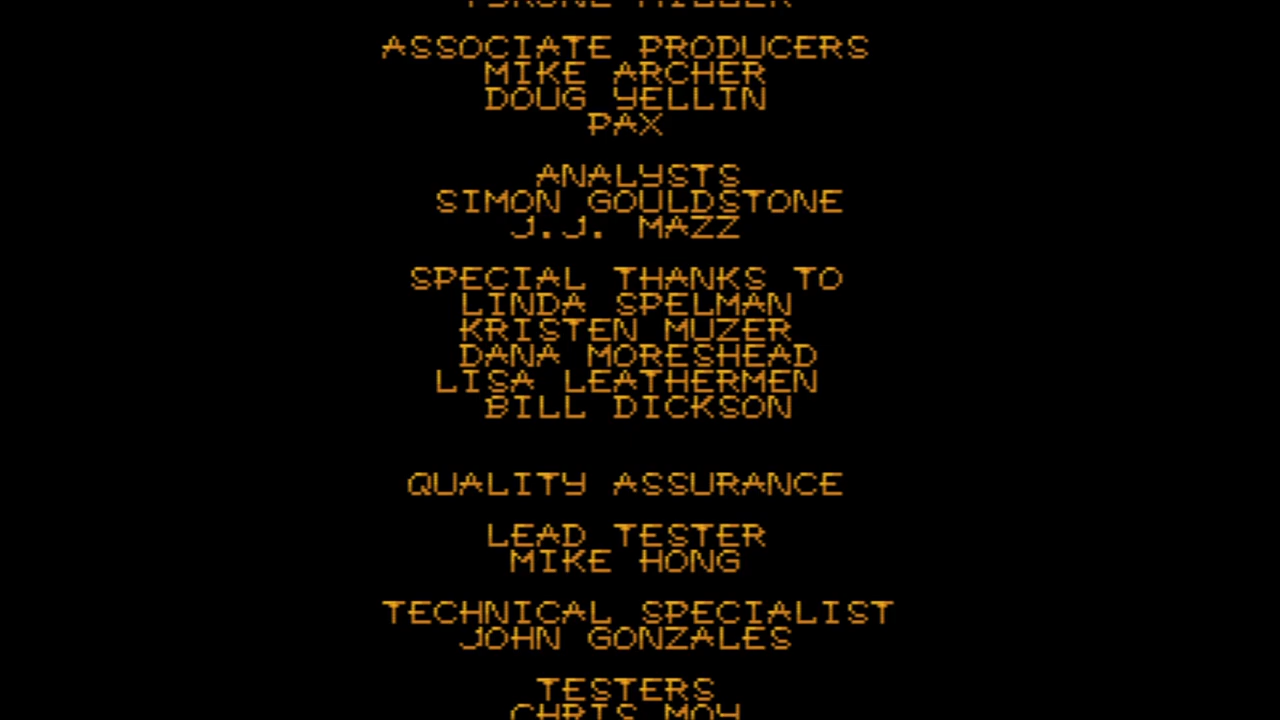 ASSOCIATE PRODUCERS
MIKE ARCHER
DOUG YELLIN
PAX
ANALYSTS
SIMON GOULDSTONE
J.J. MAZZ
SPECIAL THANKS TO
LINDA SPELMAN
KRISTEN MUZER
DANA MORESHEAD
LISA LEATHERMEN
BILL DICKSON
QUALITY ASSURANCE
LEAD TESTER
MIKE HONG
TECHNICAL SPECIALIST
JOHN GONZALES
TESTERS
CHRIS